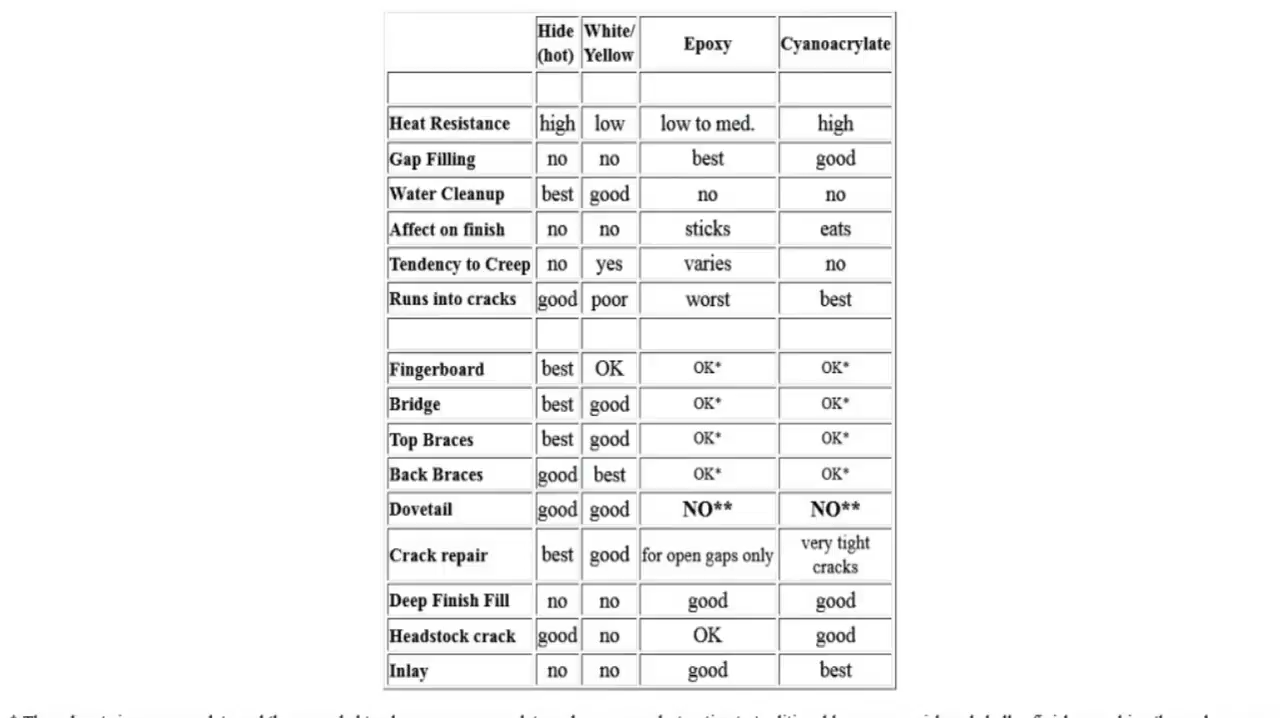 Hide (hot) White/ Yellow Epoxy Cyanoacrylate
Heat Resistance high low low to med. high
Gap Filling no no best good
Water Cleanup best good no no
Affect on finish no no sticks eats
Tendency to Creep no yes varies no
Runs into cracks good poor worst best
Fingerboard best OK OK* OK*
Bridge best good OK* OK*
Top Braces best good OK* OK*
Back Braces good best OK* OK*
Dovetail good good NO** NO**
Crack repair best good for open gaps only very tight cracks
Deep Finish Fill no no good good
Headstock crack good no OK good
Inlay no no good best